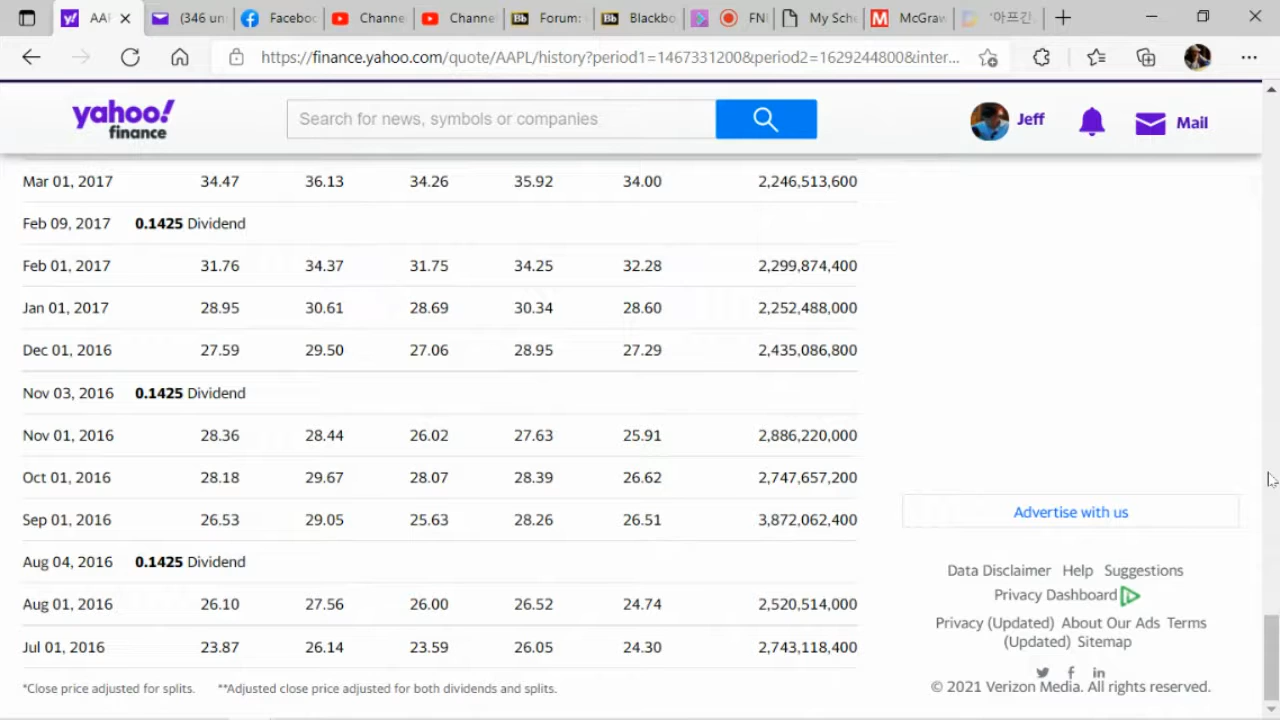 AAF
(346 un
Faceboo
Channe
Channe
Bb Forum:
Bb Blackbo
FNI
My Sche
M McGraw
'아프간
https://finance.yahoo.com/quote/AAPL/history?period1=1467331200&period2=1629244800&inter...
yahoo!
finance
Search for news, symbols or companies
Jeff
Mail
Mar 01, 2017 34.47 36.13 34.26 35.92 34.00 2,246,513,600
Feb 09, 2017 0.1425 Dividend
Feb 01, 2017 31.76 34.37 31.75 34.25 32.28 2,299,874,400
Jan 01, 2017 28.95 30.61 28.69 30.34 28.60 2,252,488,000
Dec 01, 2016 27.59 29.50 27.06 28.95 27.29 2,435,086,800
Nov 03, 2016 0.1425 Dividend
Nov 01, 2016 28.36 28.44 26.02 27.63 25.91 2,886,220,000
Oct 01, 2016 28.18 29.67 28.07 28.39 26.62 2,747,657,200
Sep 01, 2016 26.53 29.05 25.63 28.26 26.51 3,872,062,400
Aug 04, 2016 0.1425 Dividend
Aug 01, 2016 26.10 27.56 26.00 26.52 24.74 2,520,514,000
Jul 01, 2016 23.87 26.14 23.59 26.05 24.30 2,743,118,400
*Close price adjusted for splits. **Adjusted close price adjusted for both dividends and splits.
Advertise with us
Data Disclaimer Help Suggestions
Privacy Dashboard
Privacy (Updated) About Our Ads Terms
(Updated) Sitemap
© 2021 Verizon Media. All rights reserved.